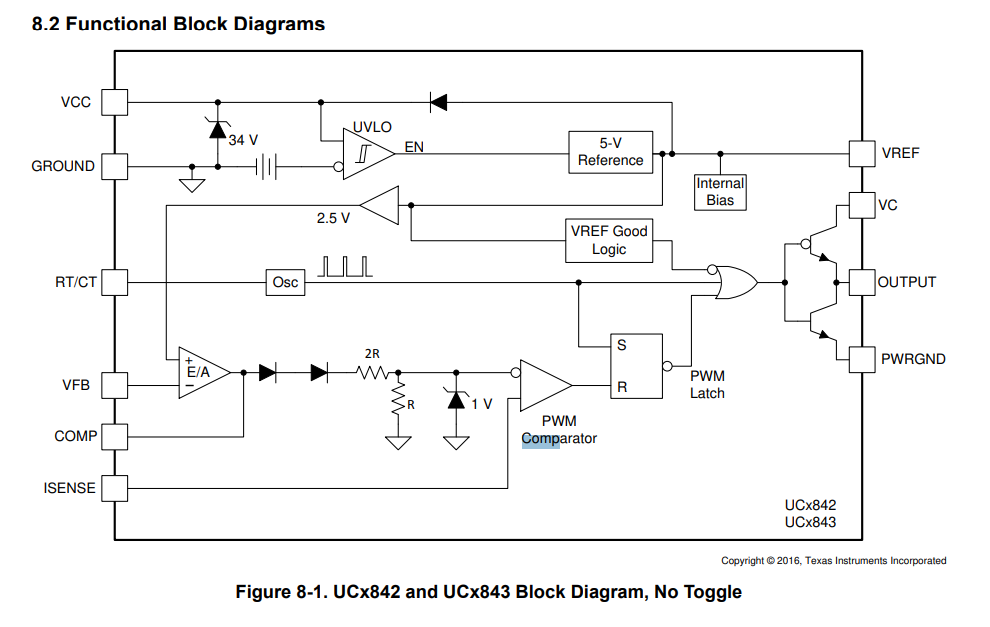 8.2 Functional Block Diagrams
VCC
UVLO
34 V
EN
5-V
Reference
GROUND
VREF
Internal
Bias
VC
2.5 V
VREF Good
Logic
RT/CT
Osc
OUTPUT
S
2R
E/A
+
−
PWRGND
VFB
R
R
1 V
PWM
Latch
PWM
Comparator
COMP
ISENSE
UCx842
UCx843
Copyright © 2016, Texas Instruments Incorporated
Figure 8-1. UCx842 and UCx843 Block Diagram, No Toggle